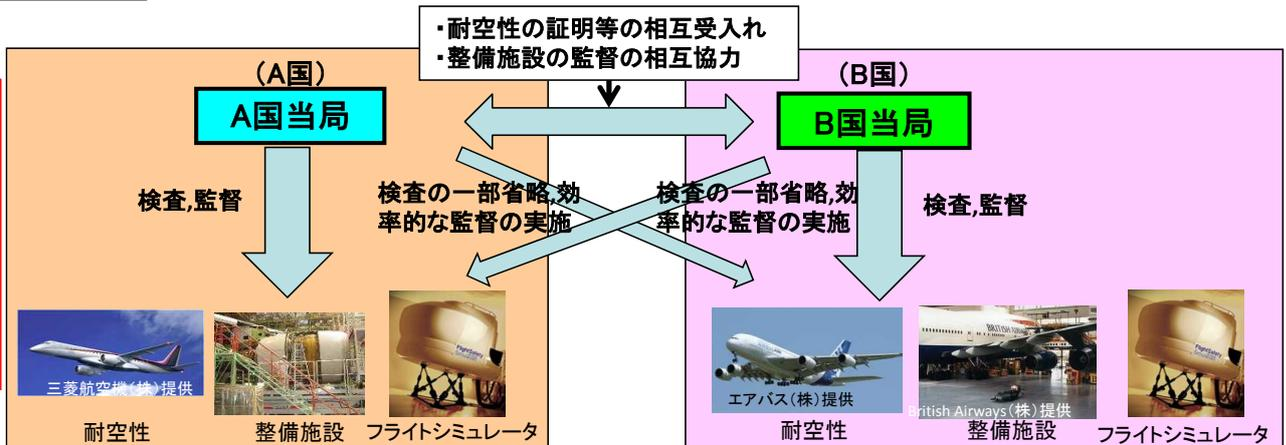 ・耐空性の証明等の相互受入れ
・整備施設の監督の相互協力
（A国）
A国当局
（B国）
B国当局
検査,監督
検査の一部省略,効
率的な監督の実施
検査の一部省略,効
率的な監督の実施
検査,監督
三菱航空機（株）提供
FlightSafety
エアバス（株）提供
BRITISH AIRWAYS
British Airways（株）提供
FlightSafety
耐空性
整備施設
フライトシミュレータ
耐空性
整備施設
フライトシミュレータ